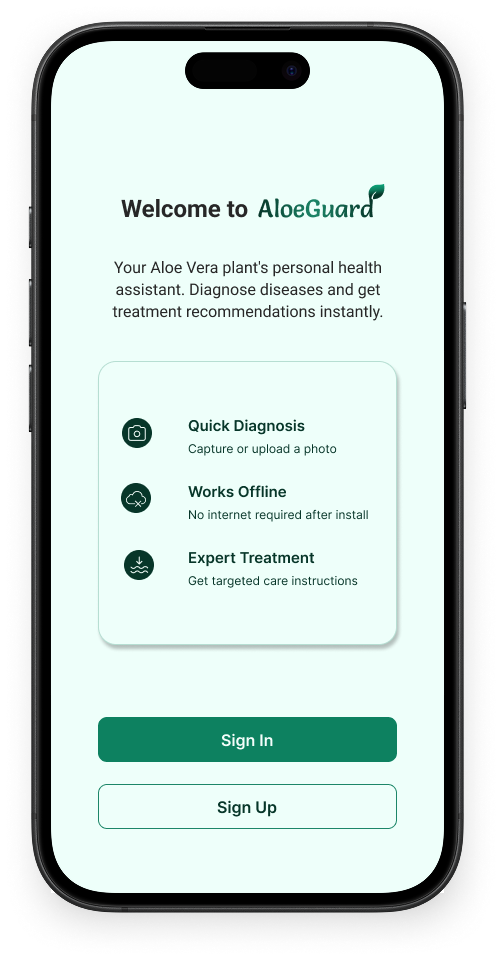 Welcome to AloeGuard
Your Aloe Vera plant's personal health
assistant. Diagnose diseases and get
treatment recommendations instantly.
Quick Diagnosis
Capture or upload a photo
Works Offline
No internet required after install
Expert Treatment
Get targeted care instructions
Sign In
Sign Up